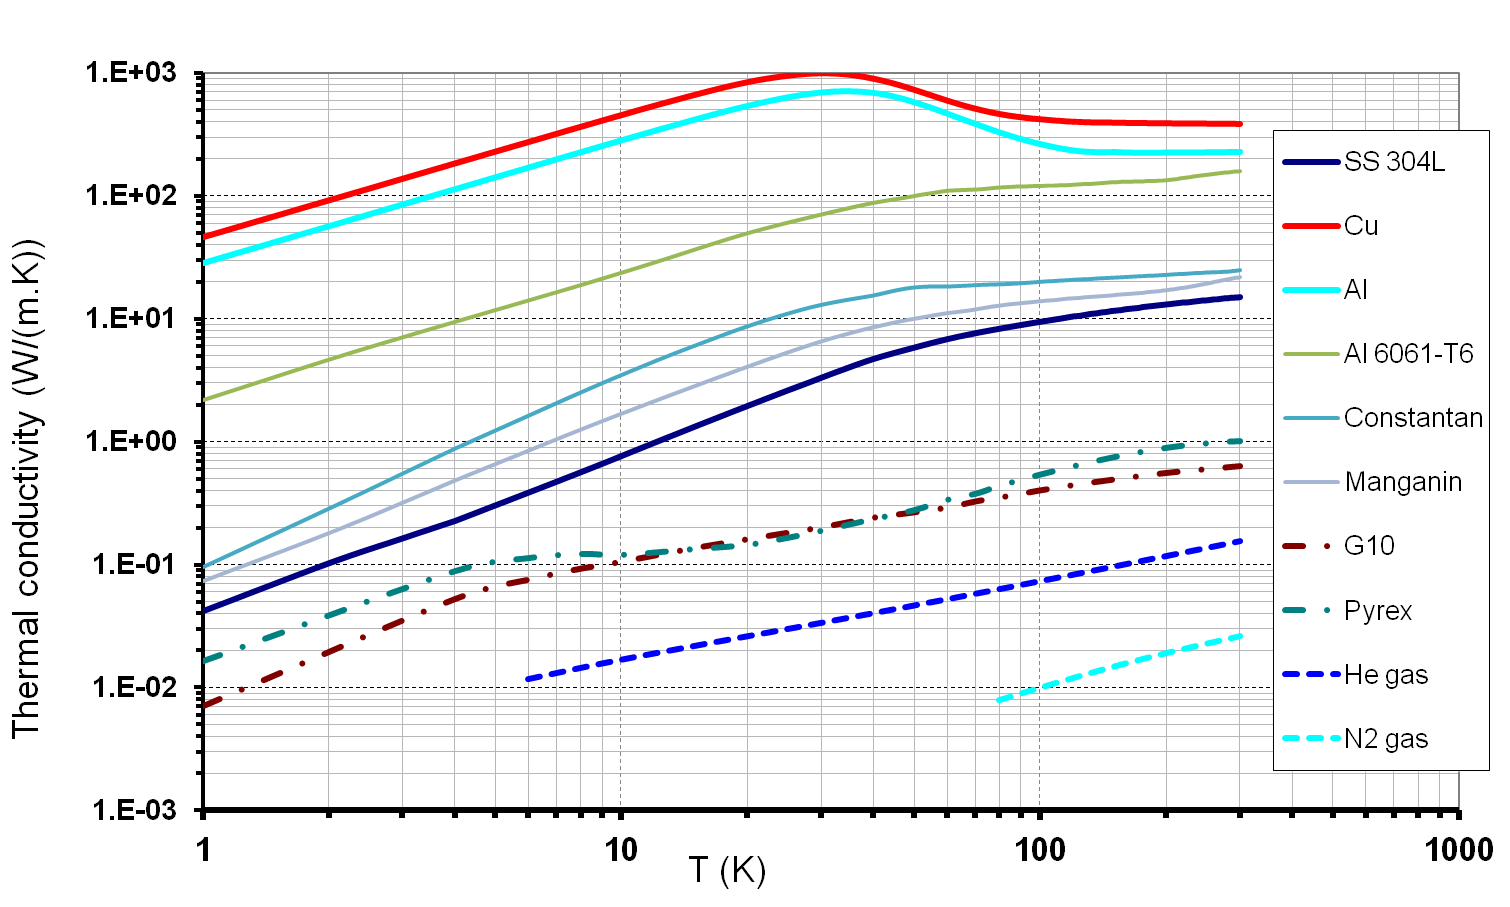 1.E+03
1.E+02
1.E+01
1.E+00
1.E-01
1.E-02
1.E-03
Thermal conductivity (W/(m.K))
1
10
100
1000
T (K)
SS 304L
Cu
Al
Al 6061-T6
Constantan
Manganin
G10
Pyrex
He gas
N2 gas